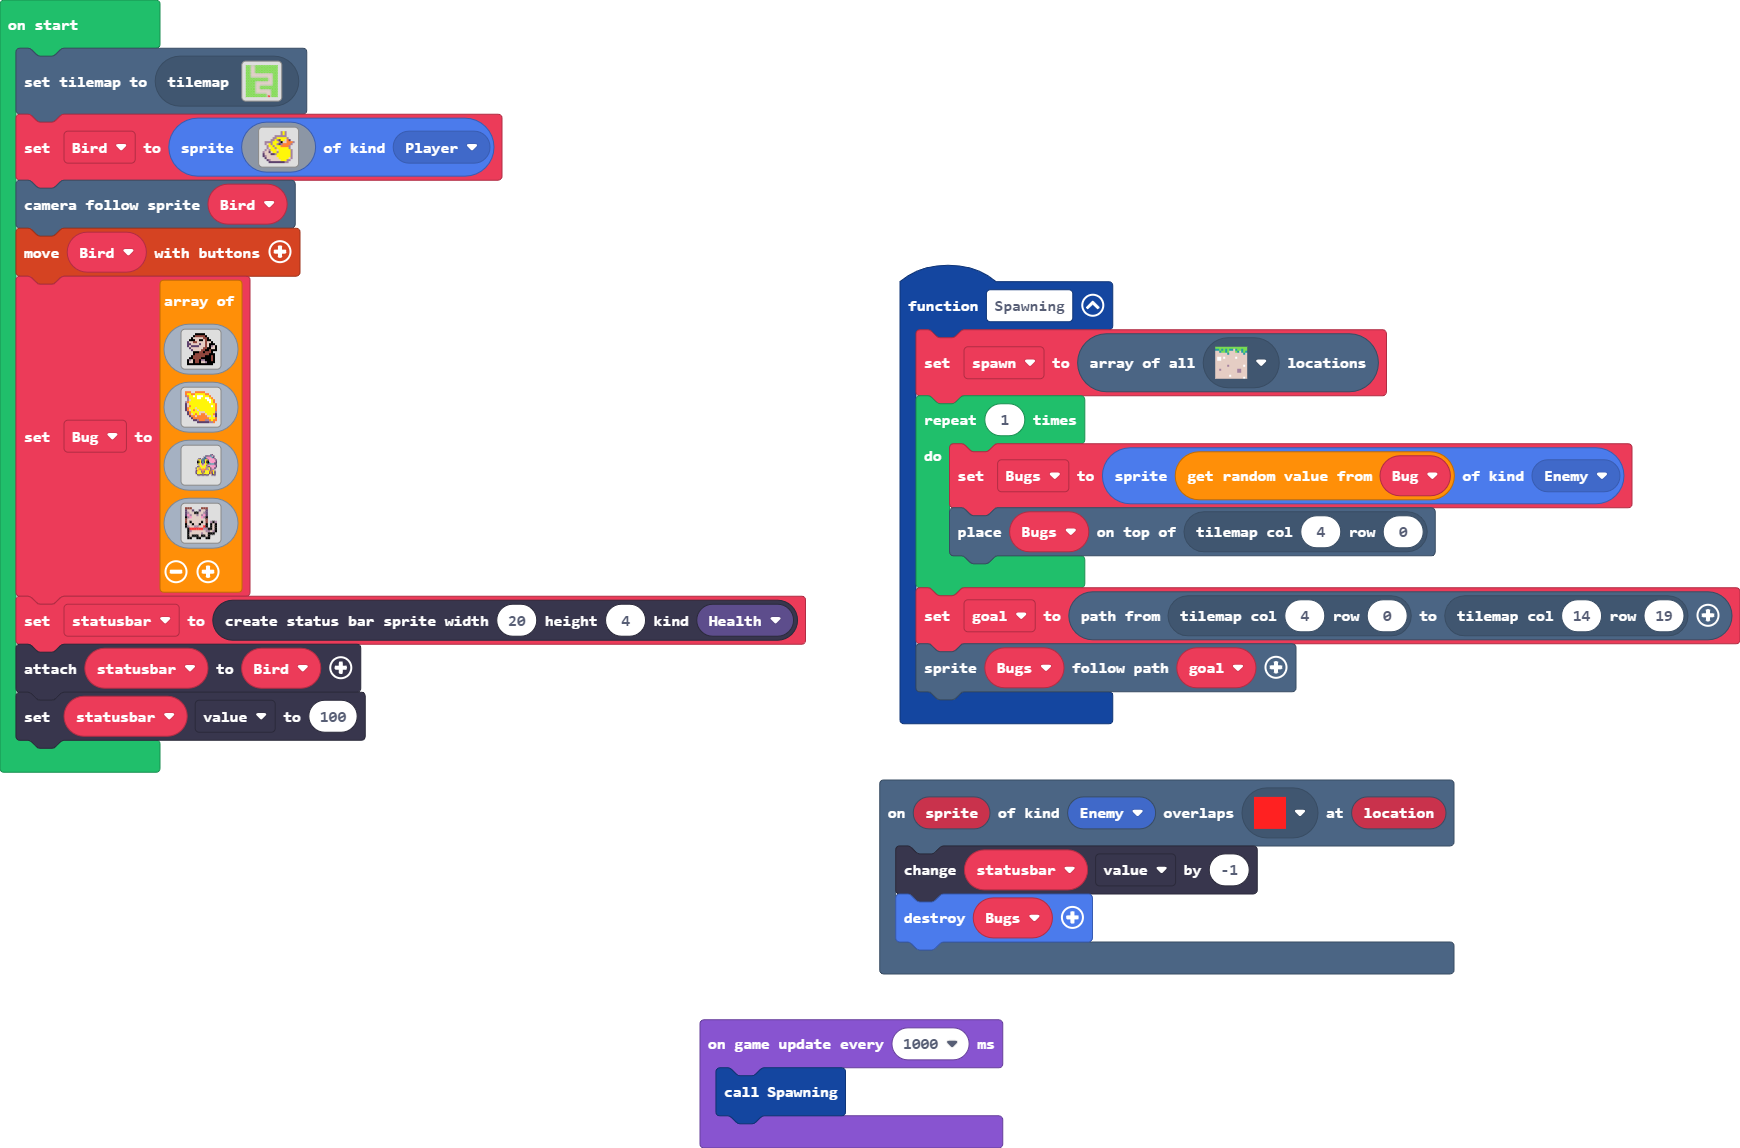 on start
set tilemap to tilemap
set Bird to sprite of kind Player
camera follow sprite Bird
move Bird with buttons
set Bug to array of
set statusbar to create status bar sprite width 20 height 4 kind Health
attach statusbar to Bird
set statusbar value to 100
function Spawning
set spawn to array of all locations
repeat 1 times
do
set Bugs to sprite get random value from Bug of kind Enemy
place Bugs on top of tilemap col 4 row 0
set goal to path from tilemap col 4 row 0 to tilemap col 14 row 19
sprite Bugs follow path goal
on sprite of kind Enemy overlaps at location
change statusbar value by -1
destroy Bugs
on game update every 1000 ms
call Spawning